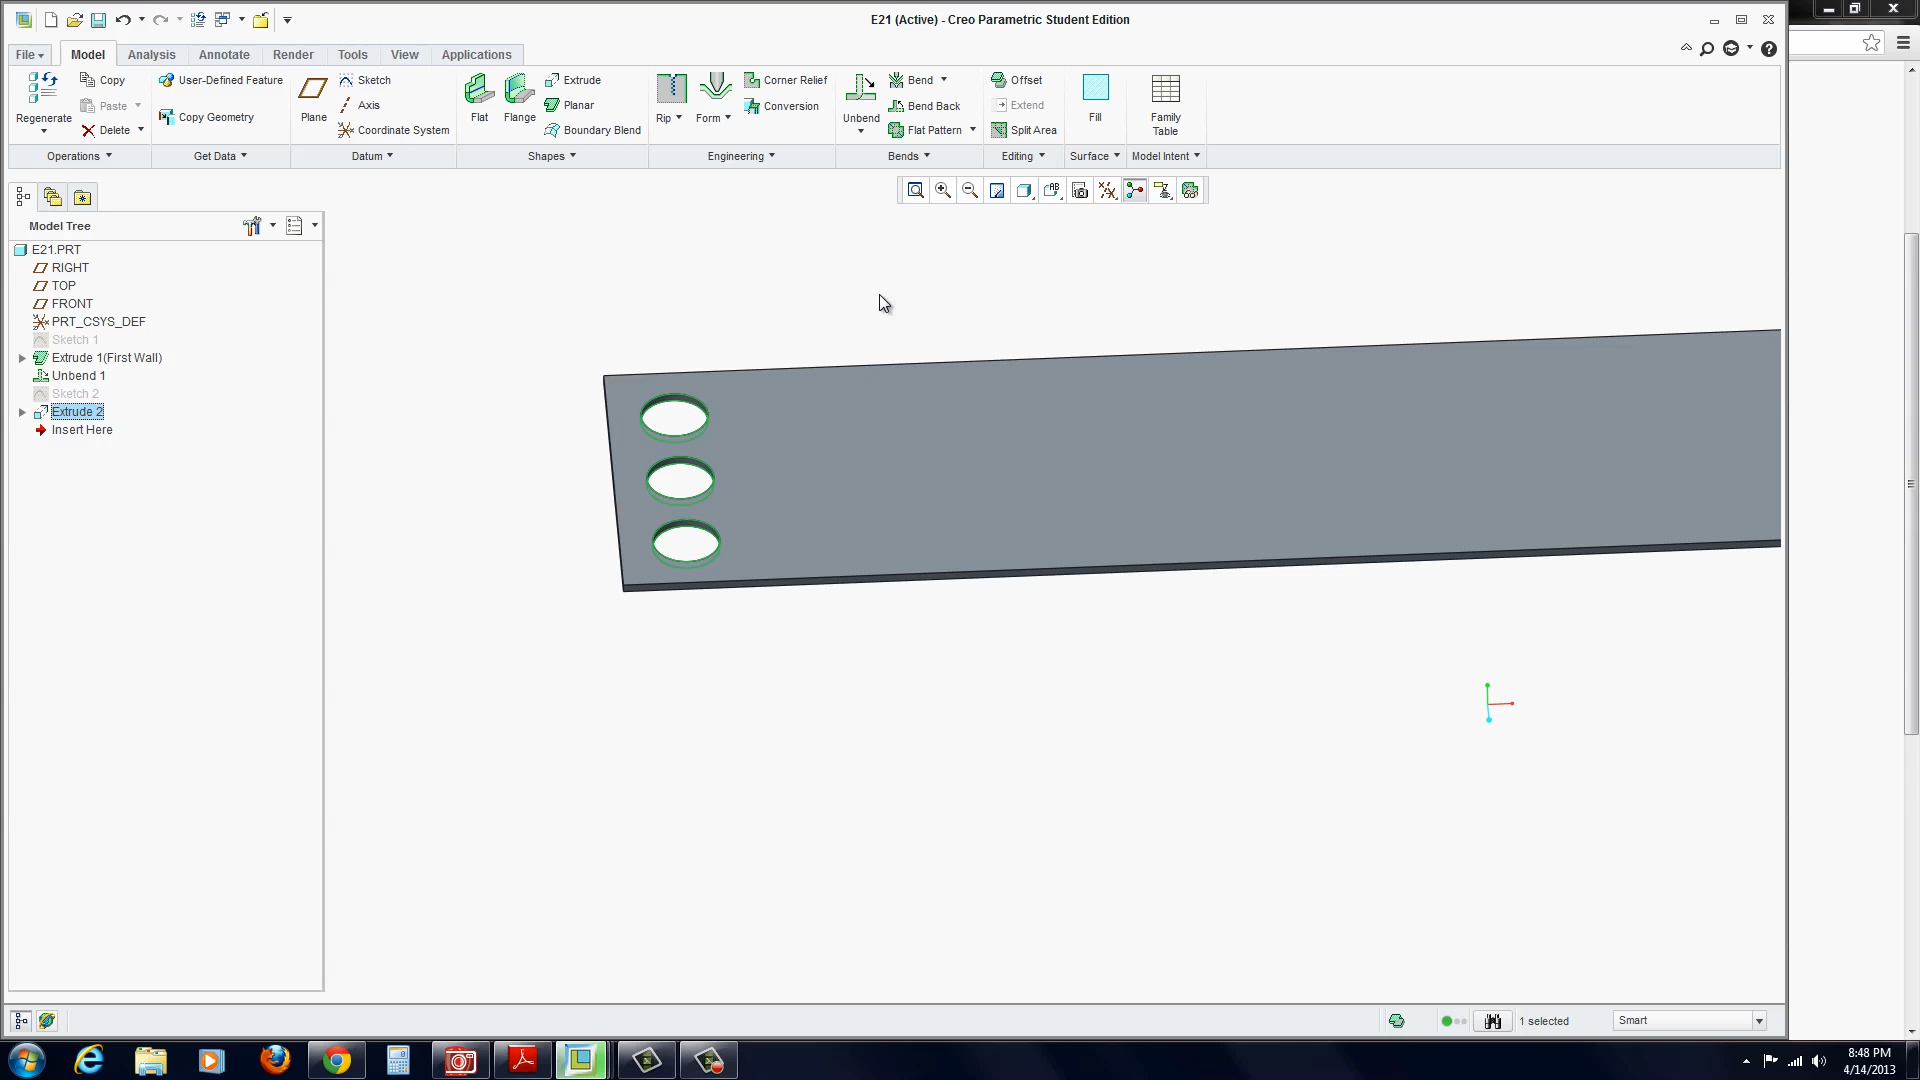 E21 (Active) - Creo Parametric Student Edition
File Model Analysis Annotate Render Tools View Applications
Regenerate
Copy
Paste
Delete
Operations
User-Defined Feature
Copy Geometry
Get Data
Plane
Sketch
Axis
Coordinate System
Datum
Flat
Flange
Extrude
Planar
Boundary Blend
Shapes
Rip
Form
Corner Relief
Conversion
Engineering
Unbend
Bend
Bend Back
Flat Pattern
Bends
Offset
Extend
Split Area
Editing
Fill
Surface
Family
Table
Model Intent
Model Tree
E21.PRT
RIGHT
TOP
FRONT
PRT_CSYS_DEF
Sketch 1
Extrude 1(First Wall)
Unbend 1
Sketch 2
Extrude 2
Insert Here
1 selected
Smart
8:48 PM
4/14/2013